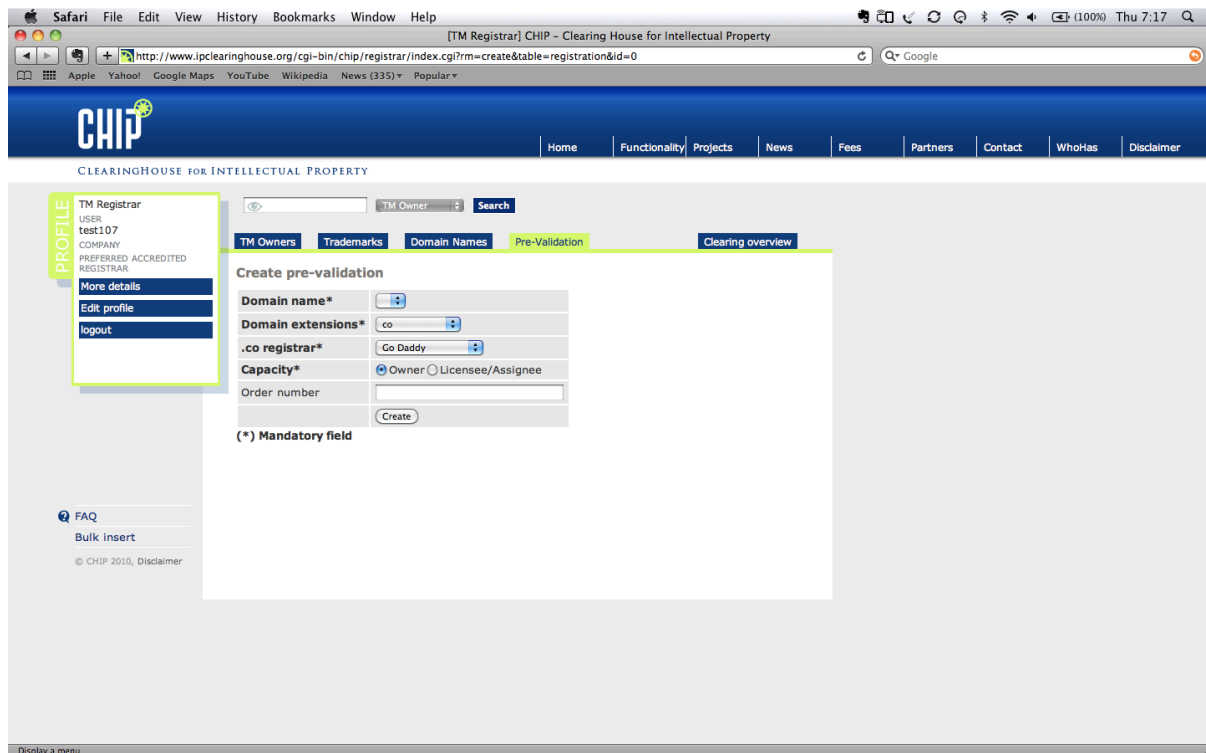 Safari File Edit View History Bookmarks Window Help (100%) Thu 7:17
[TM Registrar] CHIP – Clearing House for Intellectual Property
http://www.ipclearinghouse.org/cgi-bin/chip/registrar/index.cgi?rm=create&table=registration&id=0 Google
Apple Yahoo! Google Maps YouTube Wikipedia News (335) Popular
CHIP
Home Functionality Projects News Fees Partners Contact WhoHas Disclaimer
CLEARINGHOUSE FOR INTELLECTUAL PROPERTY
PROFILE
TM Registrar
USER
test107
COMPANY
PREFERRED ACCREDITED
REGISTRAR
More details
Edit profile
logout
TM Owner Search
TM Owners Trademarks Domain Names Pre-Validation Clearing overview
Create pre-validation
Domain name*
Domain extensions* co
.co registrar* Go Daddy
Capacity* Owner Licensee/Assignee
Order number
Create
(*) Mandatory field
FAQ
Bulk insert
© CHIP 2010, Disclaimer
Display a menu